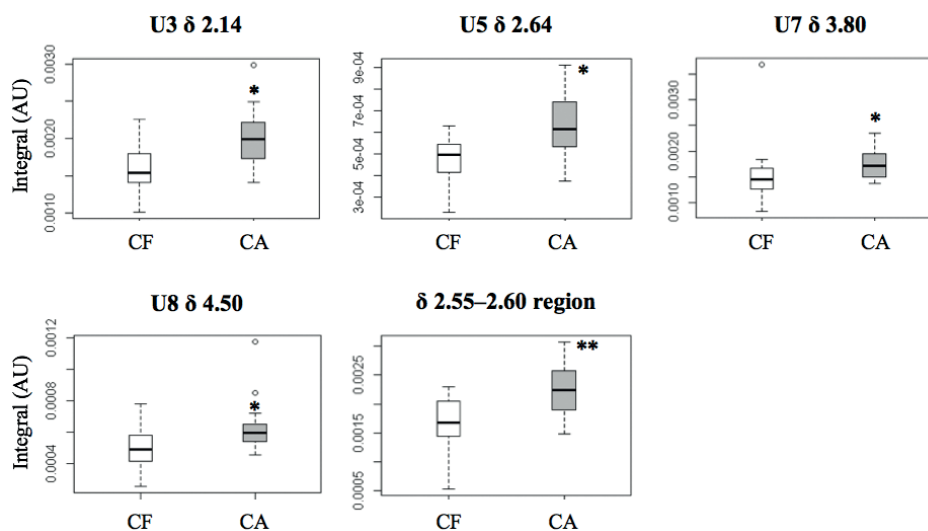 U3 δ 2.14
U5 δ 2.64
U7 δ 3.80
Integral (AU)
0.0030
0.0020
0.0010
*
CF
CA
9e-04
7e-04
5e-04
3e-04
*
CF
CA
0.0030
0.0020
0.0010
*
CF
CA
U8 δ 4.50
δ 2.55–2.60 region
Integral (AU)
0.0012
0.0008
0.0004
*
CF
CA
0.0025
0.0015
0.0005
**
CF
CA